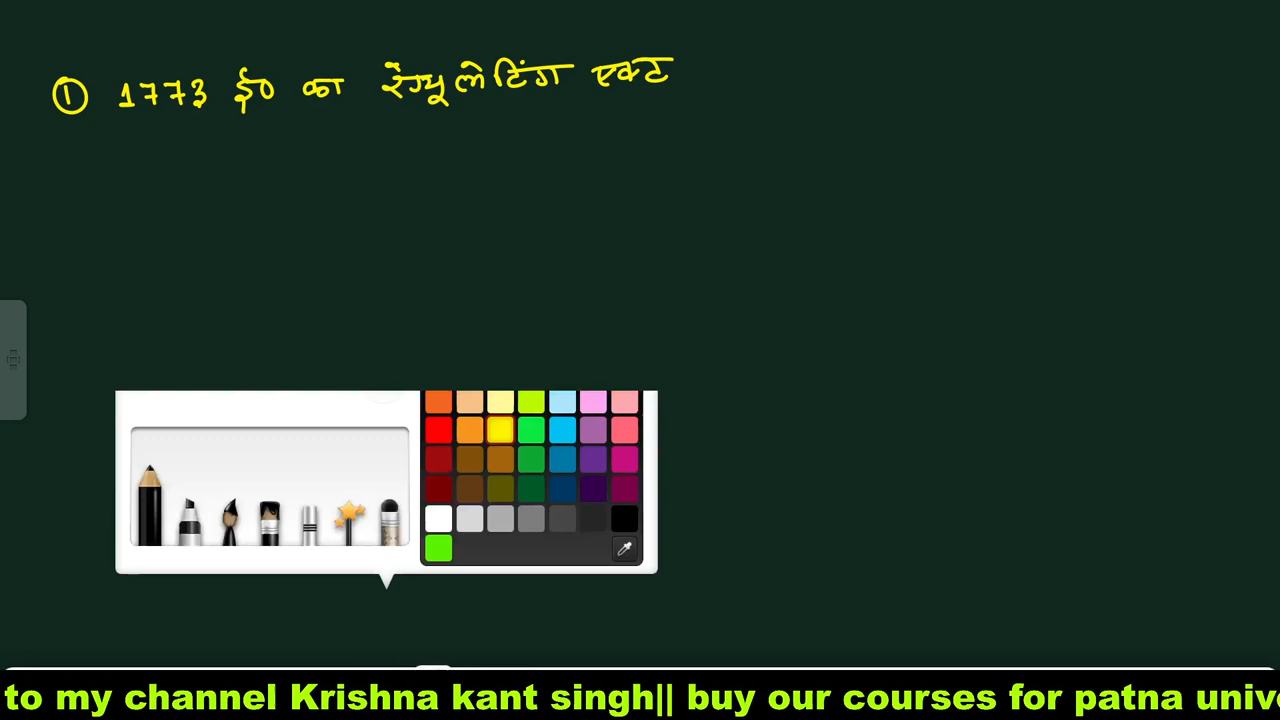 ① 1773 ई० का रेग्यूलेटिंग एक्ट
to my channel Krishna kant singh|| buy our courses for patna unive